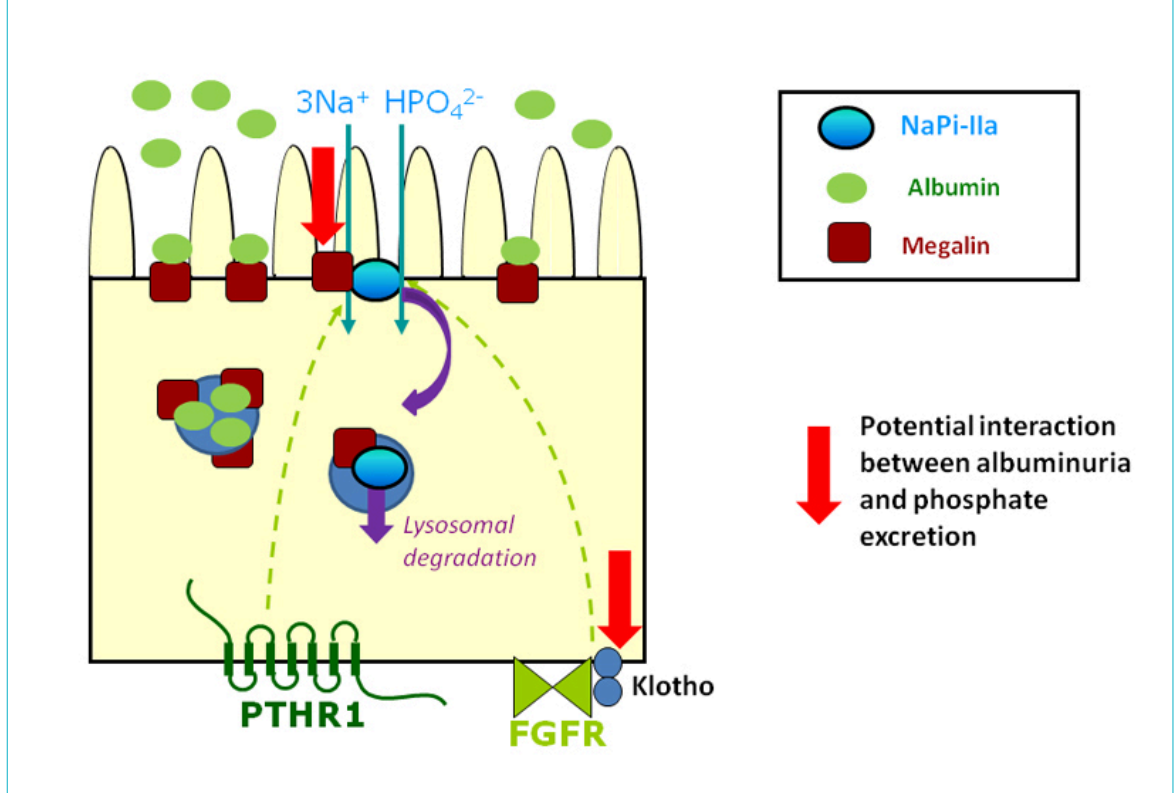 3Na⁺ HPO₄²⁻
NaPi-IIa
Albumin
Megalin
Potential interaction
between albuminuria
and phosphate
excretion
Lysosomal
degradation
Klotho
PTHR1
FGFR